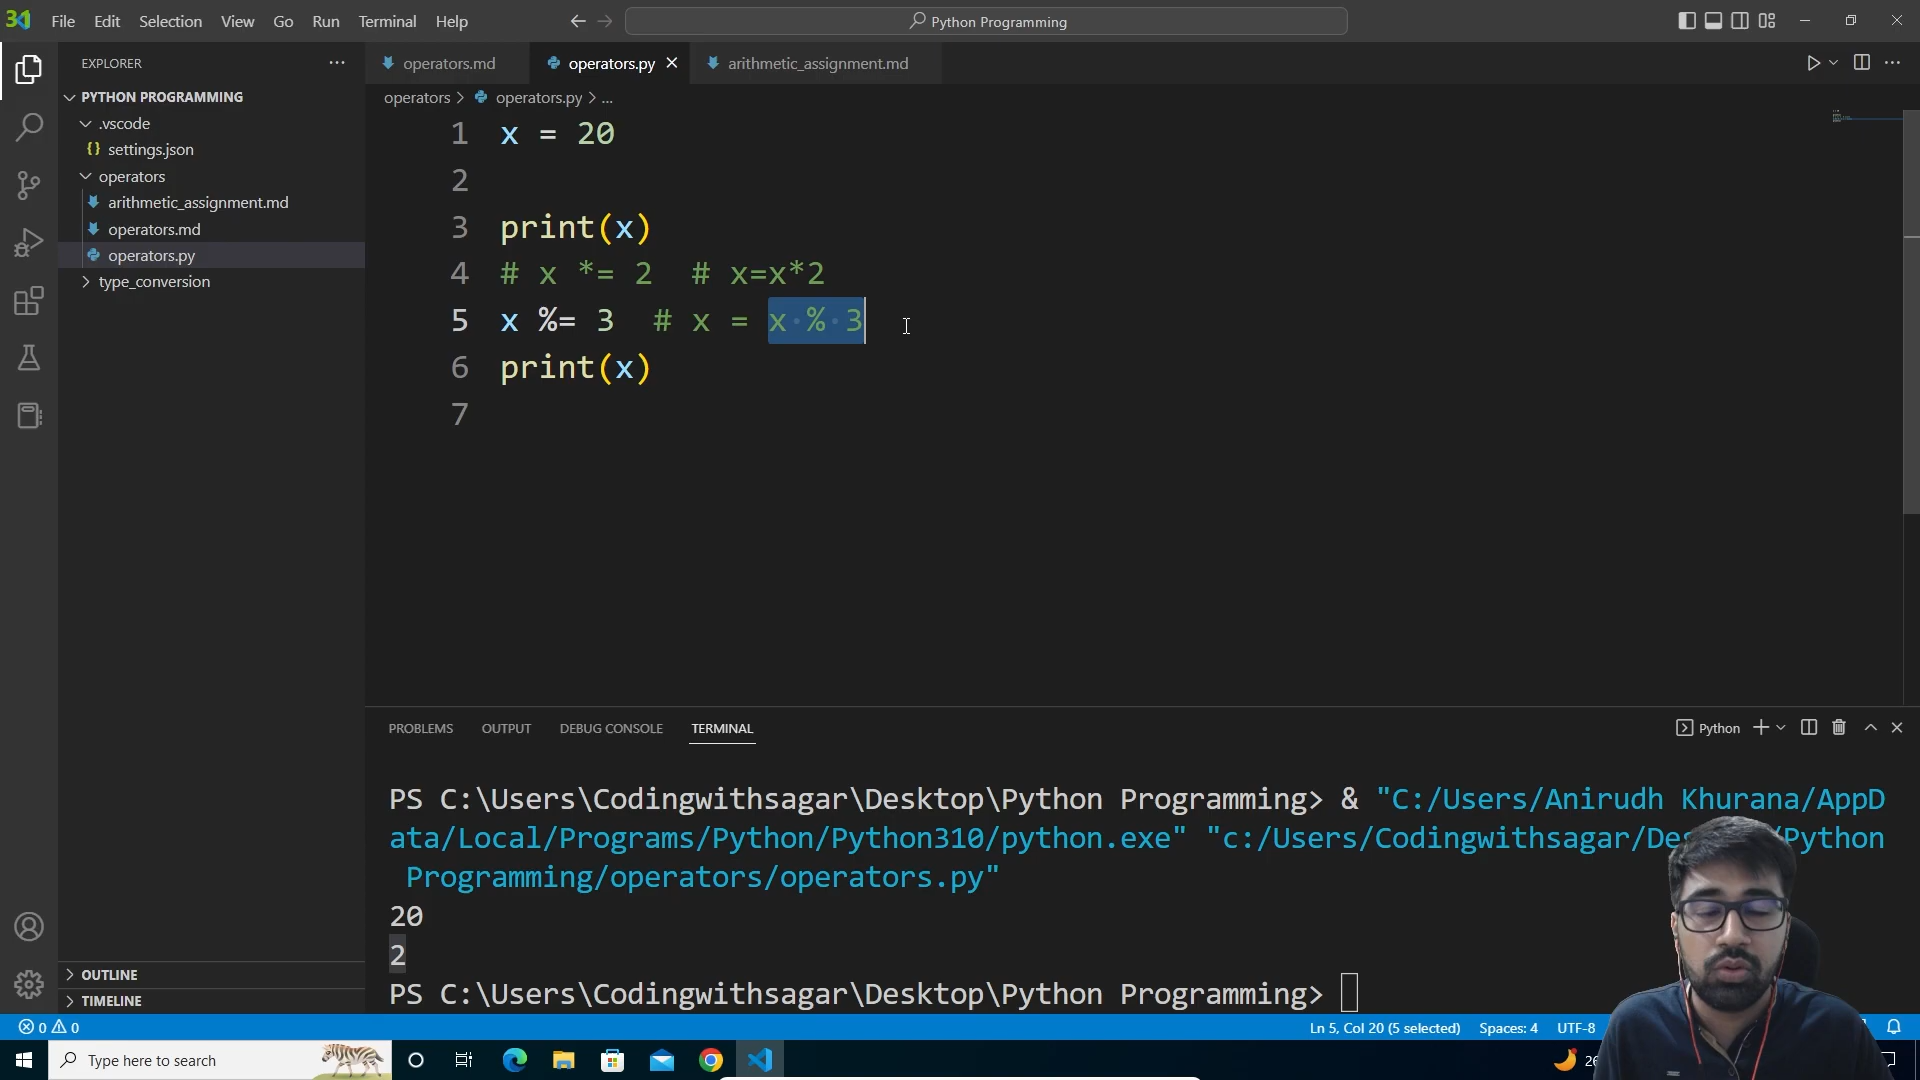 File Edit Selection View Go Run Terminal Help
Python Programming
EXPLORER
PYTHON PROGRAMMING
.vscode
{} settings.json
operators
arithmetic_assignment.md
operators.md
operators.py
type_conversion
OUTLINE
TIMELINE
operators.md operators.py arithmetic_assignment.md
operators > operators.py > ...
1 x = 20
2
3 print(x)
4 # x *= 2  # x=x*2
5 x %= 3  # x = x % 3
6 print(x)
7
PROBLEMS OUTPUT DEBUG CONSOLE TERMINAL
Python
PS C:\Users\Codingwithsagar\Desktop\Python Programming> & "C:/Users/Anirudh Khurana/AppD
ata/Local/Programs/Python/Python310/python.exe" "c:/Users/Codingwithsagar/Des /Python
Programming/operators/operators.py"
20
2
PS C:\Users\Codingwithsagar\Desktop\Python Programming>
0 0
Ln 5, Col 20 (5 selected) Spaces: 4 UTF-8
Type here to search